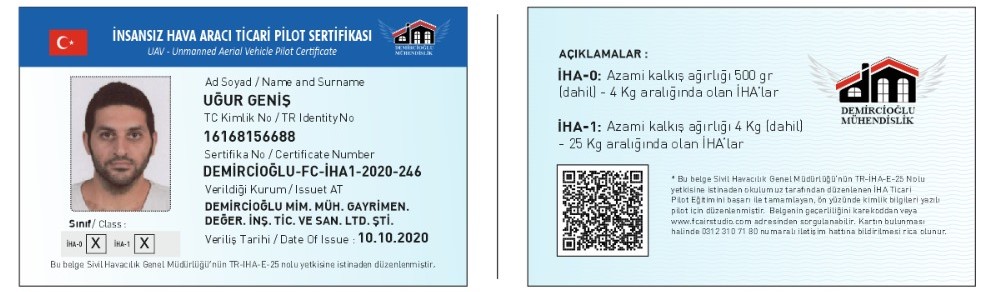 İNSANSIZ HAVA ARACI TİCARİ PİLOT SERTİFİKASI
UAV - Unmanned Aerial Vehicle Pilot Certificate
DEMİRCİOĞLU
MÜHENDİSLİK
Ad Soyad / Name and Surname
UĞUR GENİŞ
TC Kimlik No / TR Identity No
16168156688
Sertifika No / Certificate Number
DEMİRCİOĞLU-FC-İHA1-2020-246
Verildiği Kurum / Issuet AT
DEMİRCİOĞLU MİM. MÜH. GAYRİMEN.
DEĞER. İNŞ. TİC. VE SAN. LTD. ŞTİ.
Veriliş Tarihi / Date Of Issue : 10.10.2020
Sınıf / Class :
İHA-0 X İHA-1 X
Bu belge Sivil Havacılık Genel Müdürlüğü'nün TR-IHA-E-25 nolu yetkisine istinaden düzenlenmiştir.
AÇIKLAMALAR :
İHA-0: Azami kalkış ağırlığı 500 gr
(dahil) - 4 Kg aralığında olan İHA'lar
İHA-1: Azami kalkış ağırlığı 4 Kg (dahil)
- 25 Kg aralığında olan İHA'lar
DEMİRCİOĞLU
MÜHENDİSLİK
* Bu belge Sivil Havacılık Genel Müdürlüğü'nün TR-İHA-E-25 Nolu
yetkisine istinaden okulumuz tarafından düzenlenen İHA Ticari
Pilot Eğitimini başarı ile tamamlayan, ön yüzünde kimlik bilgileri yazılı
pilot için düzenlenmiştir. Belgenin geçerliliğini karekoddan veya
www.fcairstudio.com adresinden sorgulanabilir. Kartın bulunması
halinde 0312 310 71 80 numaralı iletişim hattına bildirilmesi rica olunur.